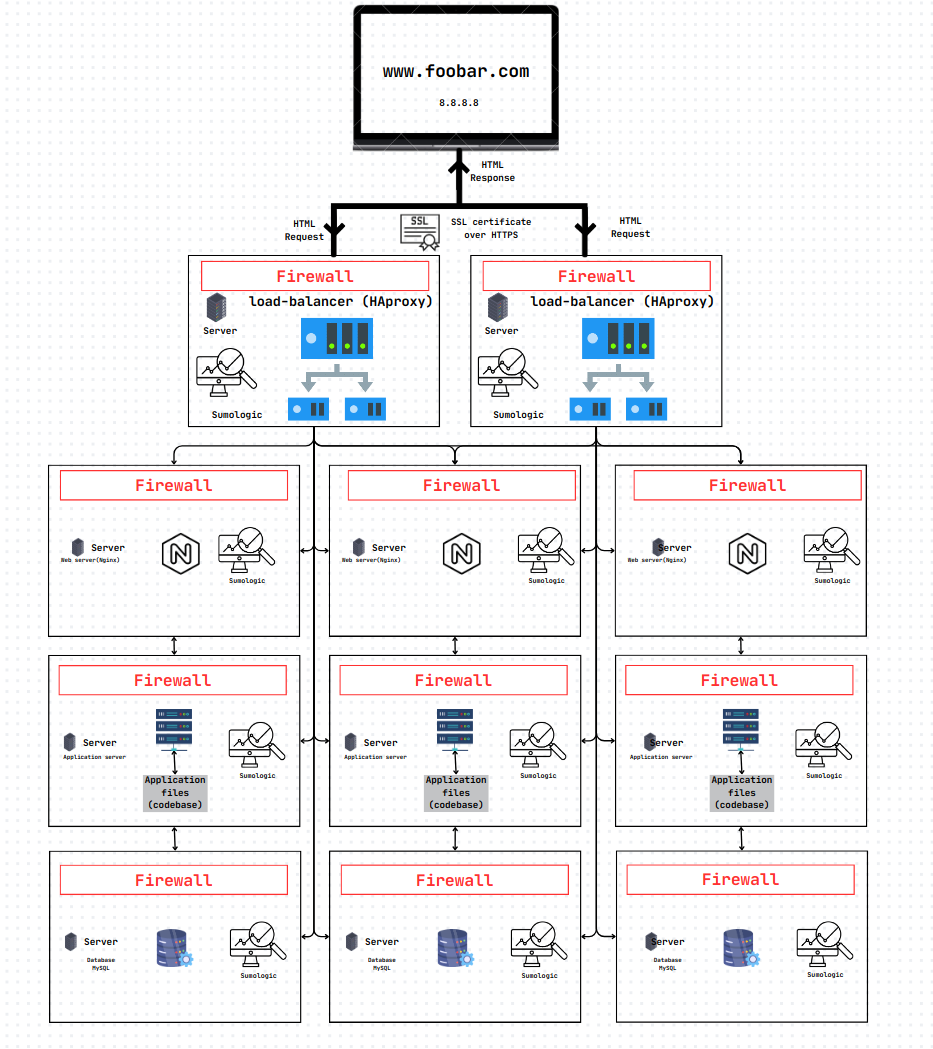 www.foobar.com
8.8.8.8
HTML
Response
HTML
Request
SSL
SSL certificate
over HTTPS
HTML
Request
Firewall
load-balancer (HAproxy)
Server
Sumologic
Firewall
load-balancer (HAproxy)
Server
Sumologic
Firewall
Server
Web server(Nginx)
N
Sumologic
Firewall
Server
Web server(Nginx)
N
Sumologic
Firewall
Server
Web server(Nginx)
N
Sumologic
Firewall
Server
Application server
Application
files
(codebase)
Sumologic
Firewall
Server
Application server
Application
files
(codebase)
Sumologic
Firewall
Server
Application server
Application
files
(codebase)
Sumologic
Firewall
Server
Database
MySQL
Sumologic
Firewall
Server
Database
MySQL
Sumologic
Firewall
Server
Database
MySQL
Sumologic